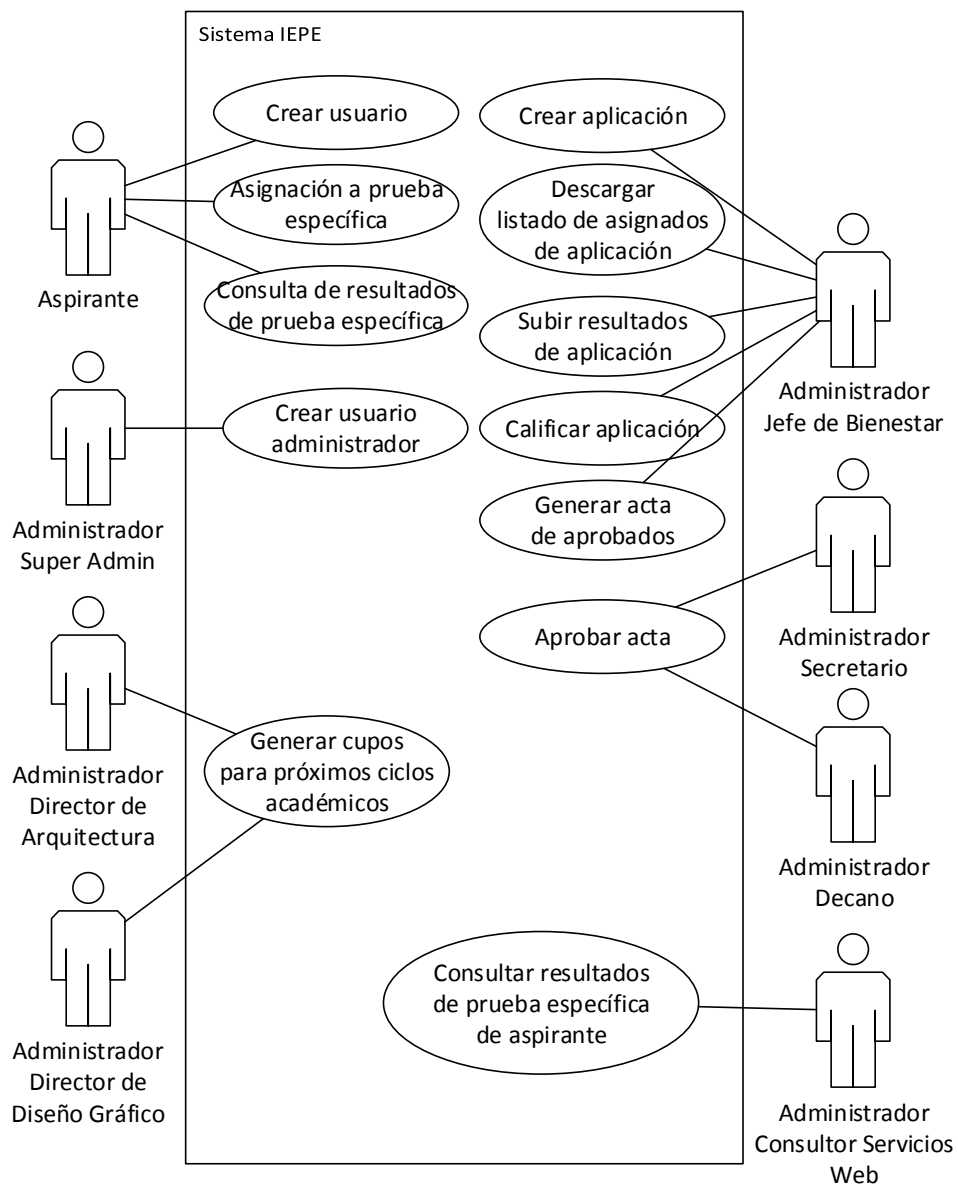 Sistema IEPE
Crear usuario
Asignación a prueba
específica
Consulta de resultados
de prueba específica
Aspirante
Crear usuario
administrador
Administrador
Super Admin
Generar cupos
para próximos ciclos
académicos
Administrador
Director de
Arquitectura
Administrador
Director de
Diseño Gráfico
Crear aplicación
Descargar
listado de asignados
de aplicación
Subir resultados
de aplicación
Calificar aplicación
Generar acta
de aprobados
Administrador
Jefe de Bienestar
Aprobar acta
Administrador
Secretario
Administrador
Decano
Consultar resultados
de prueba específica
de aspirante
Administrador
Consultor Servicios
Web